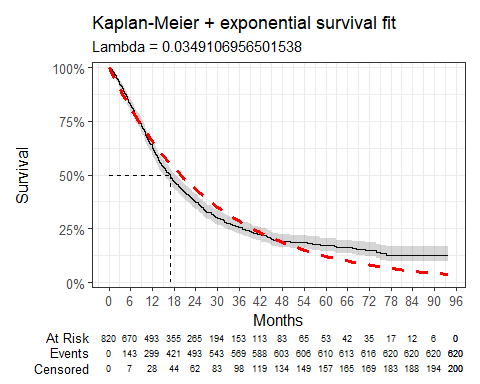 Kaplan-Meier + exponential survival fit
Lambda = 0.0349106956501538
100%
75%
50%
25%
0%
Survival
0 6 12 18 24 30 36 42 48 54 60 66 72 78 84 90 96
Months
At Risk 820 670 493 355 265 194 153 113 83 65 53 42 35 17 12 6 0
Events 0 143 299 421 493 543 569 588 603 606 610 613 616 620 620 620 620
Censored 0 7 28 44 62 83 98 119 134 149 157 165 169 183 188 194 200